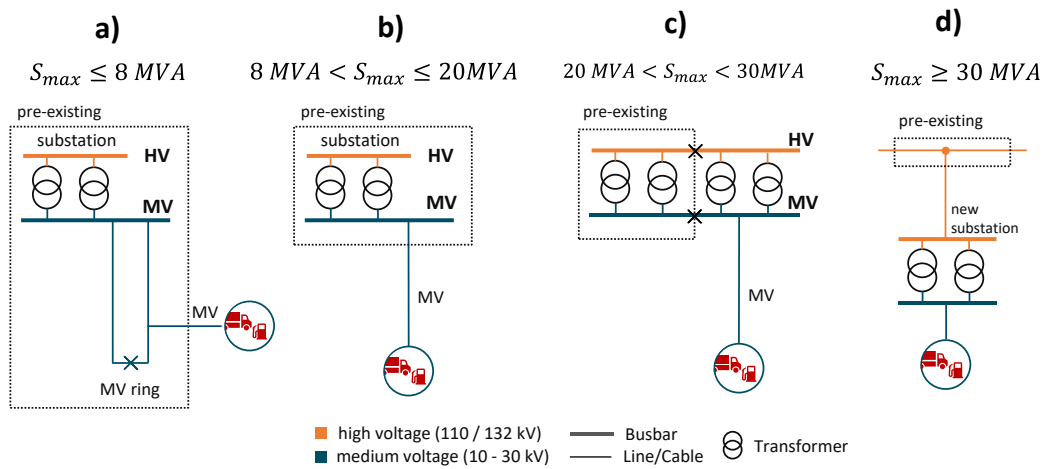 a)
b)
c)
d)
S_max ≤ 8 MVA
8 MVA < S_max ≤ 20MVA
20 MVA < S_max < 30MVA
S_max ≥ 30 MVA
pre-existing
substation
HV
MV
MV
MV ring
pre-existing
substation
HV
MV
MV
pre-existing
HV
MV
MV
pre-existing
new
substation
high voltage (110 / 132 kV)
medium voltage (10 - 30 kV)
Busbar
Line/Cable
Transformer